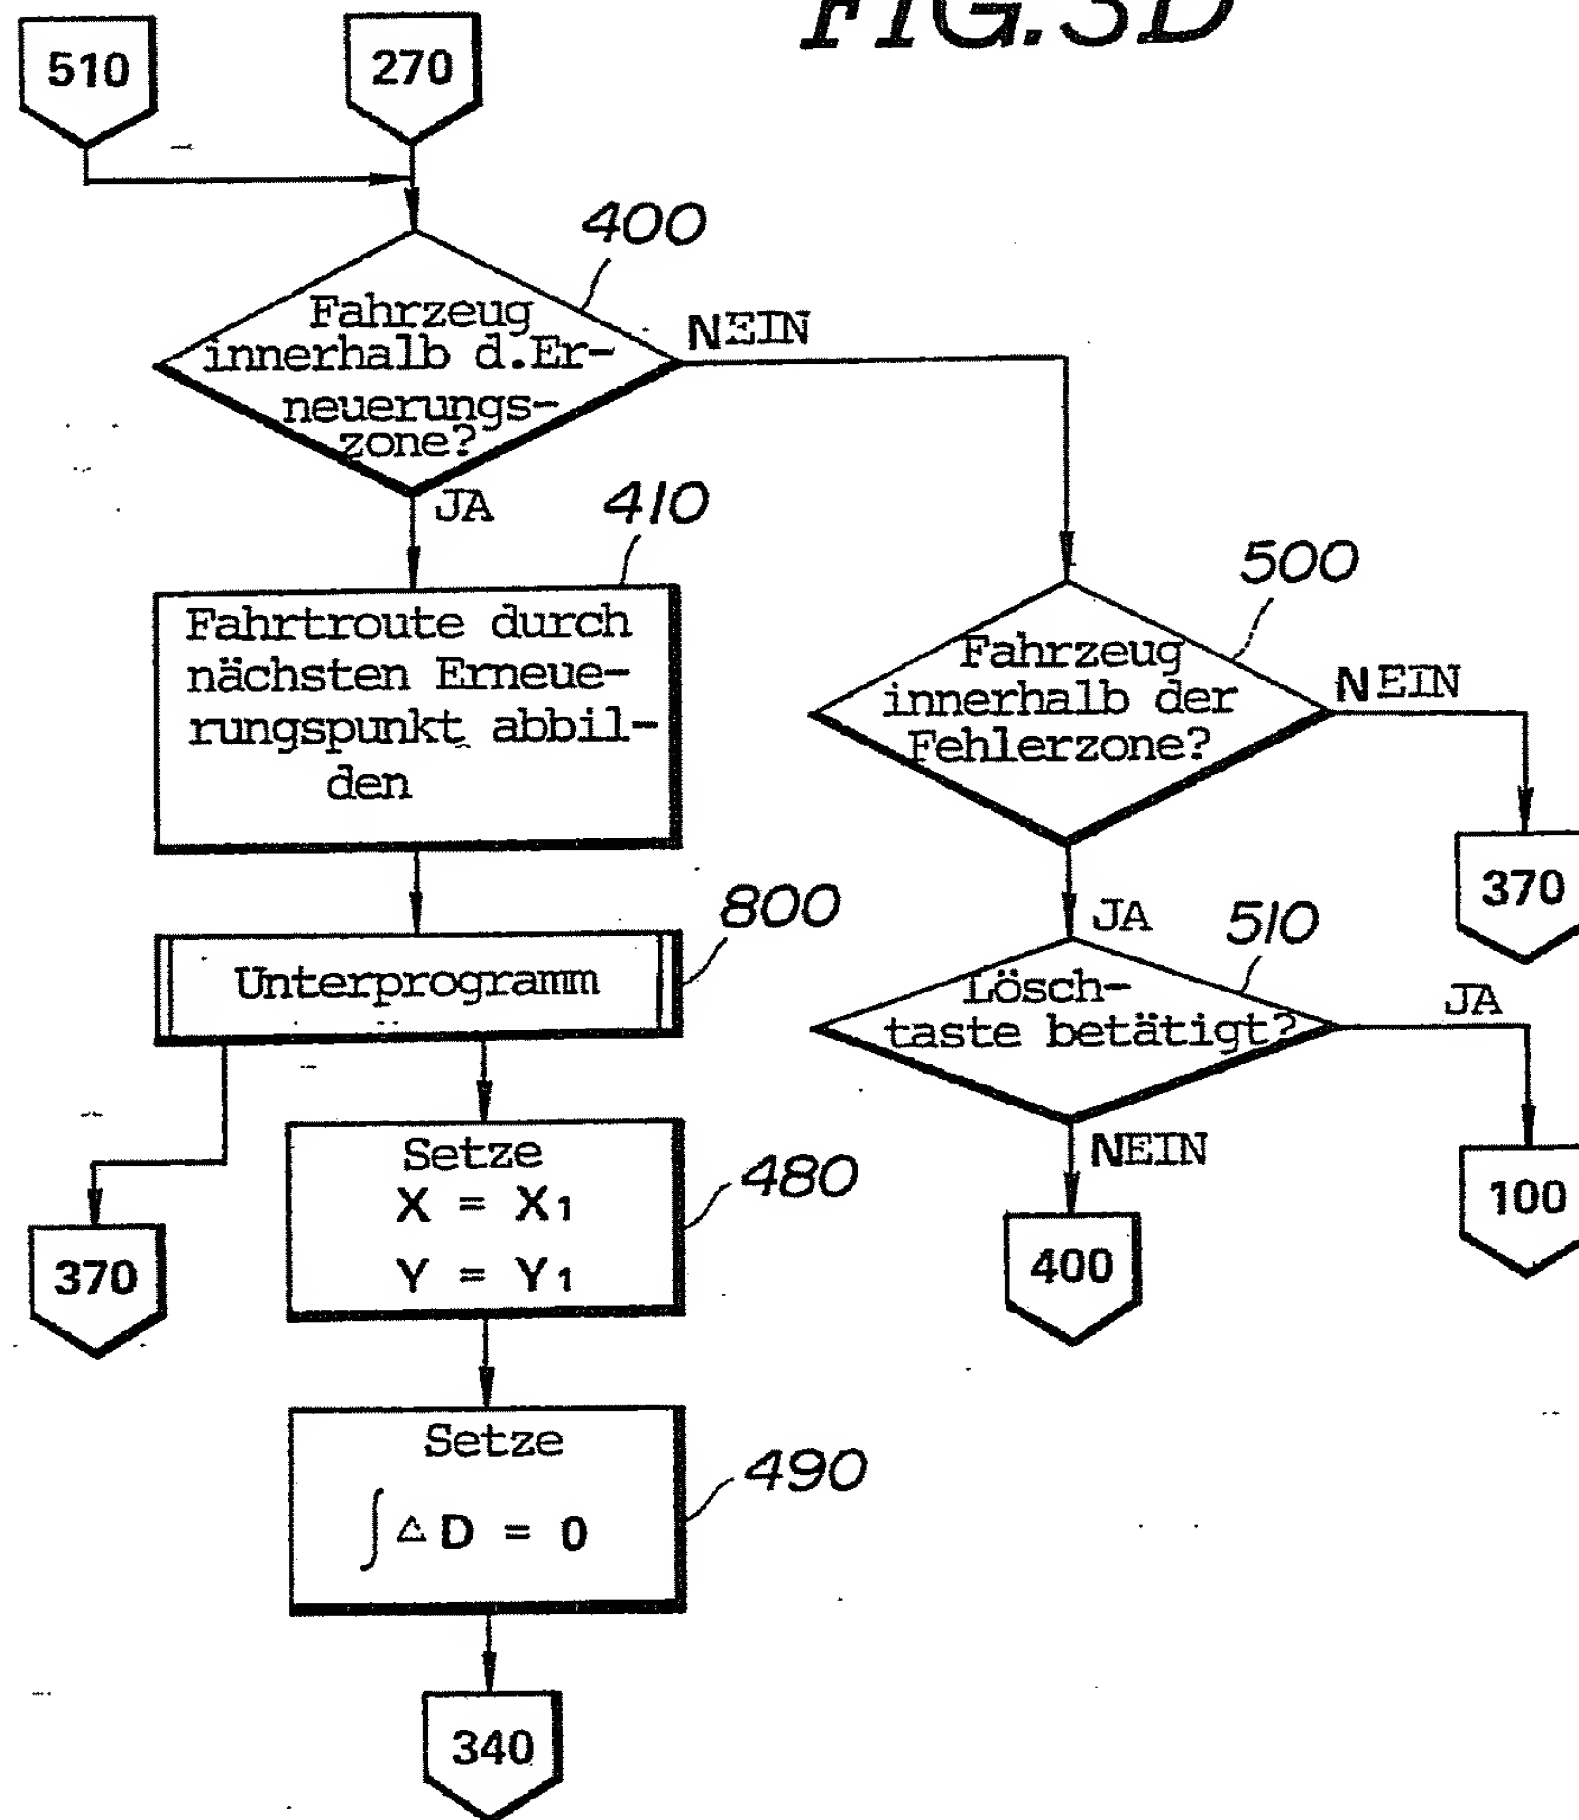 FIG. 3D
510
270
400
Fahrzeug
innerhalb d.Er-
neuerungs-
zone?
NEIN
JA
410
Fahrtroute durch
nächsten Erneue-
rungspunkt abbil-
den
500
Fahrzeug
innerhalb der
Fehlerzone?
NEIN
370
JA
800
Unterprogramm
510
Lösch-
taste betätigt?
JA
100
NEIN
400
370
Setze
X = X1
Y = Y1
480
Setze
∫ △ D = 0
490
340